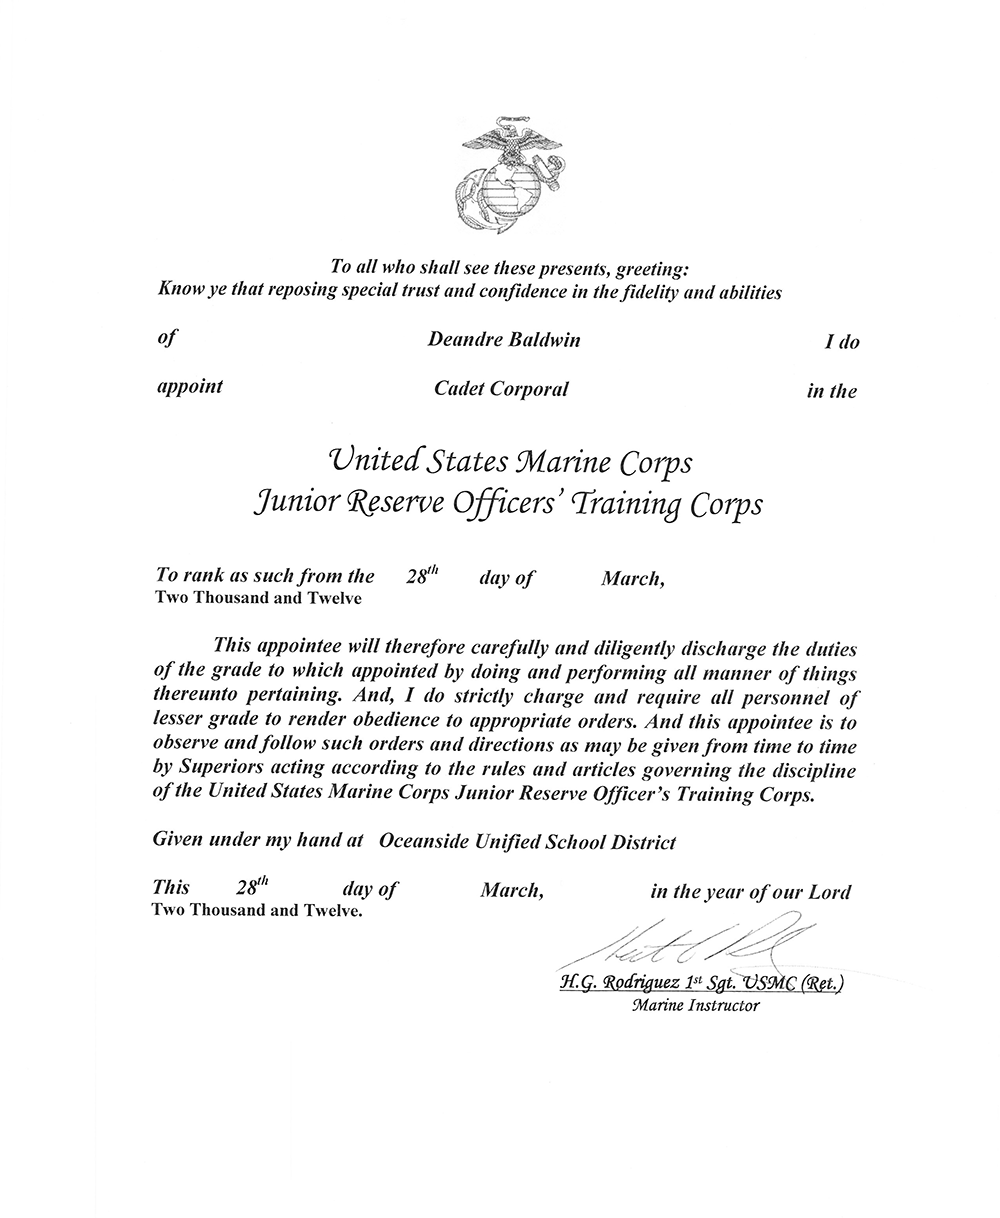 To all who shall see these presents, greeting:
Know ye that reposing special trust and confidence in the fidelity and abilities
of Deandre Baldwin I do
appoint Cadet Corporal in the
United States Marine Corps
Junior Reserve Officers' Training Corps
To rank as such from the 28th day of March,
Two Thousand and Twelve
This appointee will therefore carefully and diligently discharge the duties
of the grade to which appointed by doing and performing all manner of things
thereunto pertaining. And, I do strictly charge and require all personnel of
lesser grade to render obedience to appropriate orders. And this appointee is to
observe and follow such orders and directions as may be given from time to time
by Superiors acting according to the rules and articles governing the discipline
of the United States Marine Corps Junior Reserve Officer's Training Corps.
Given under my hand at Oceanside Unified School District
This 28th day of March, in the year of our Lord
Two Thousand and Twelve.
H.G. Rodriguez 1st Sgt. USMC (Ret.)
Marine Instructor